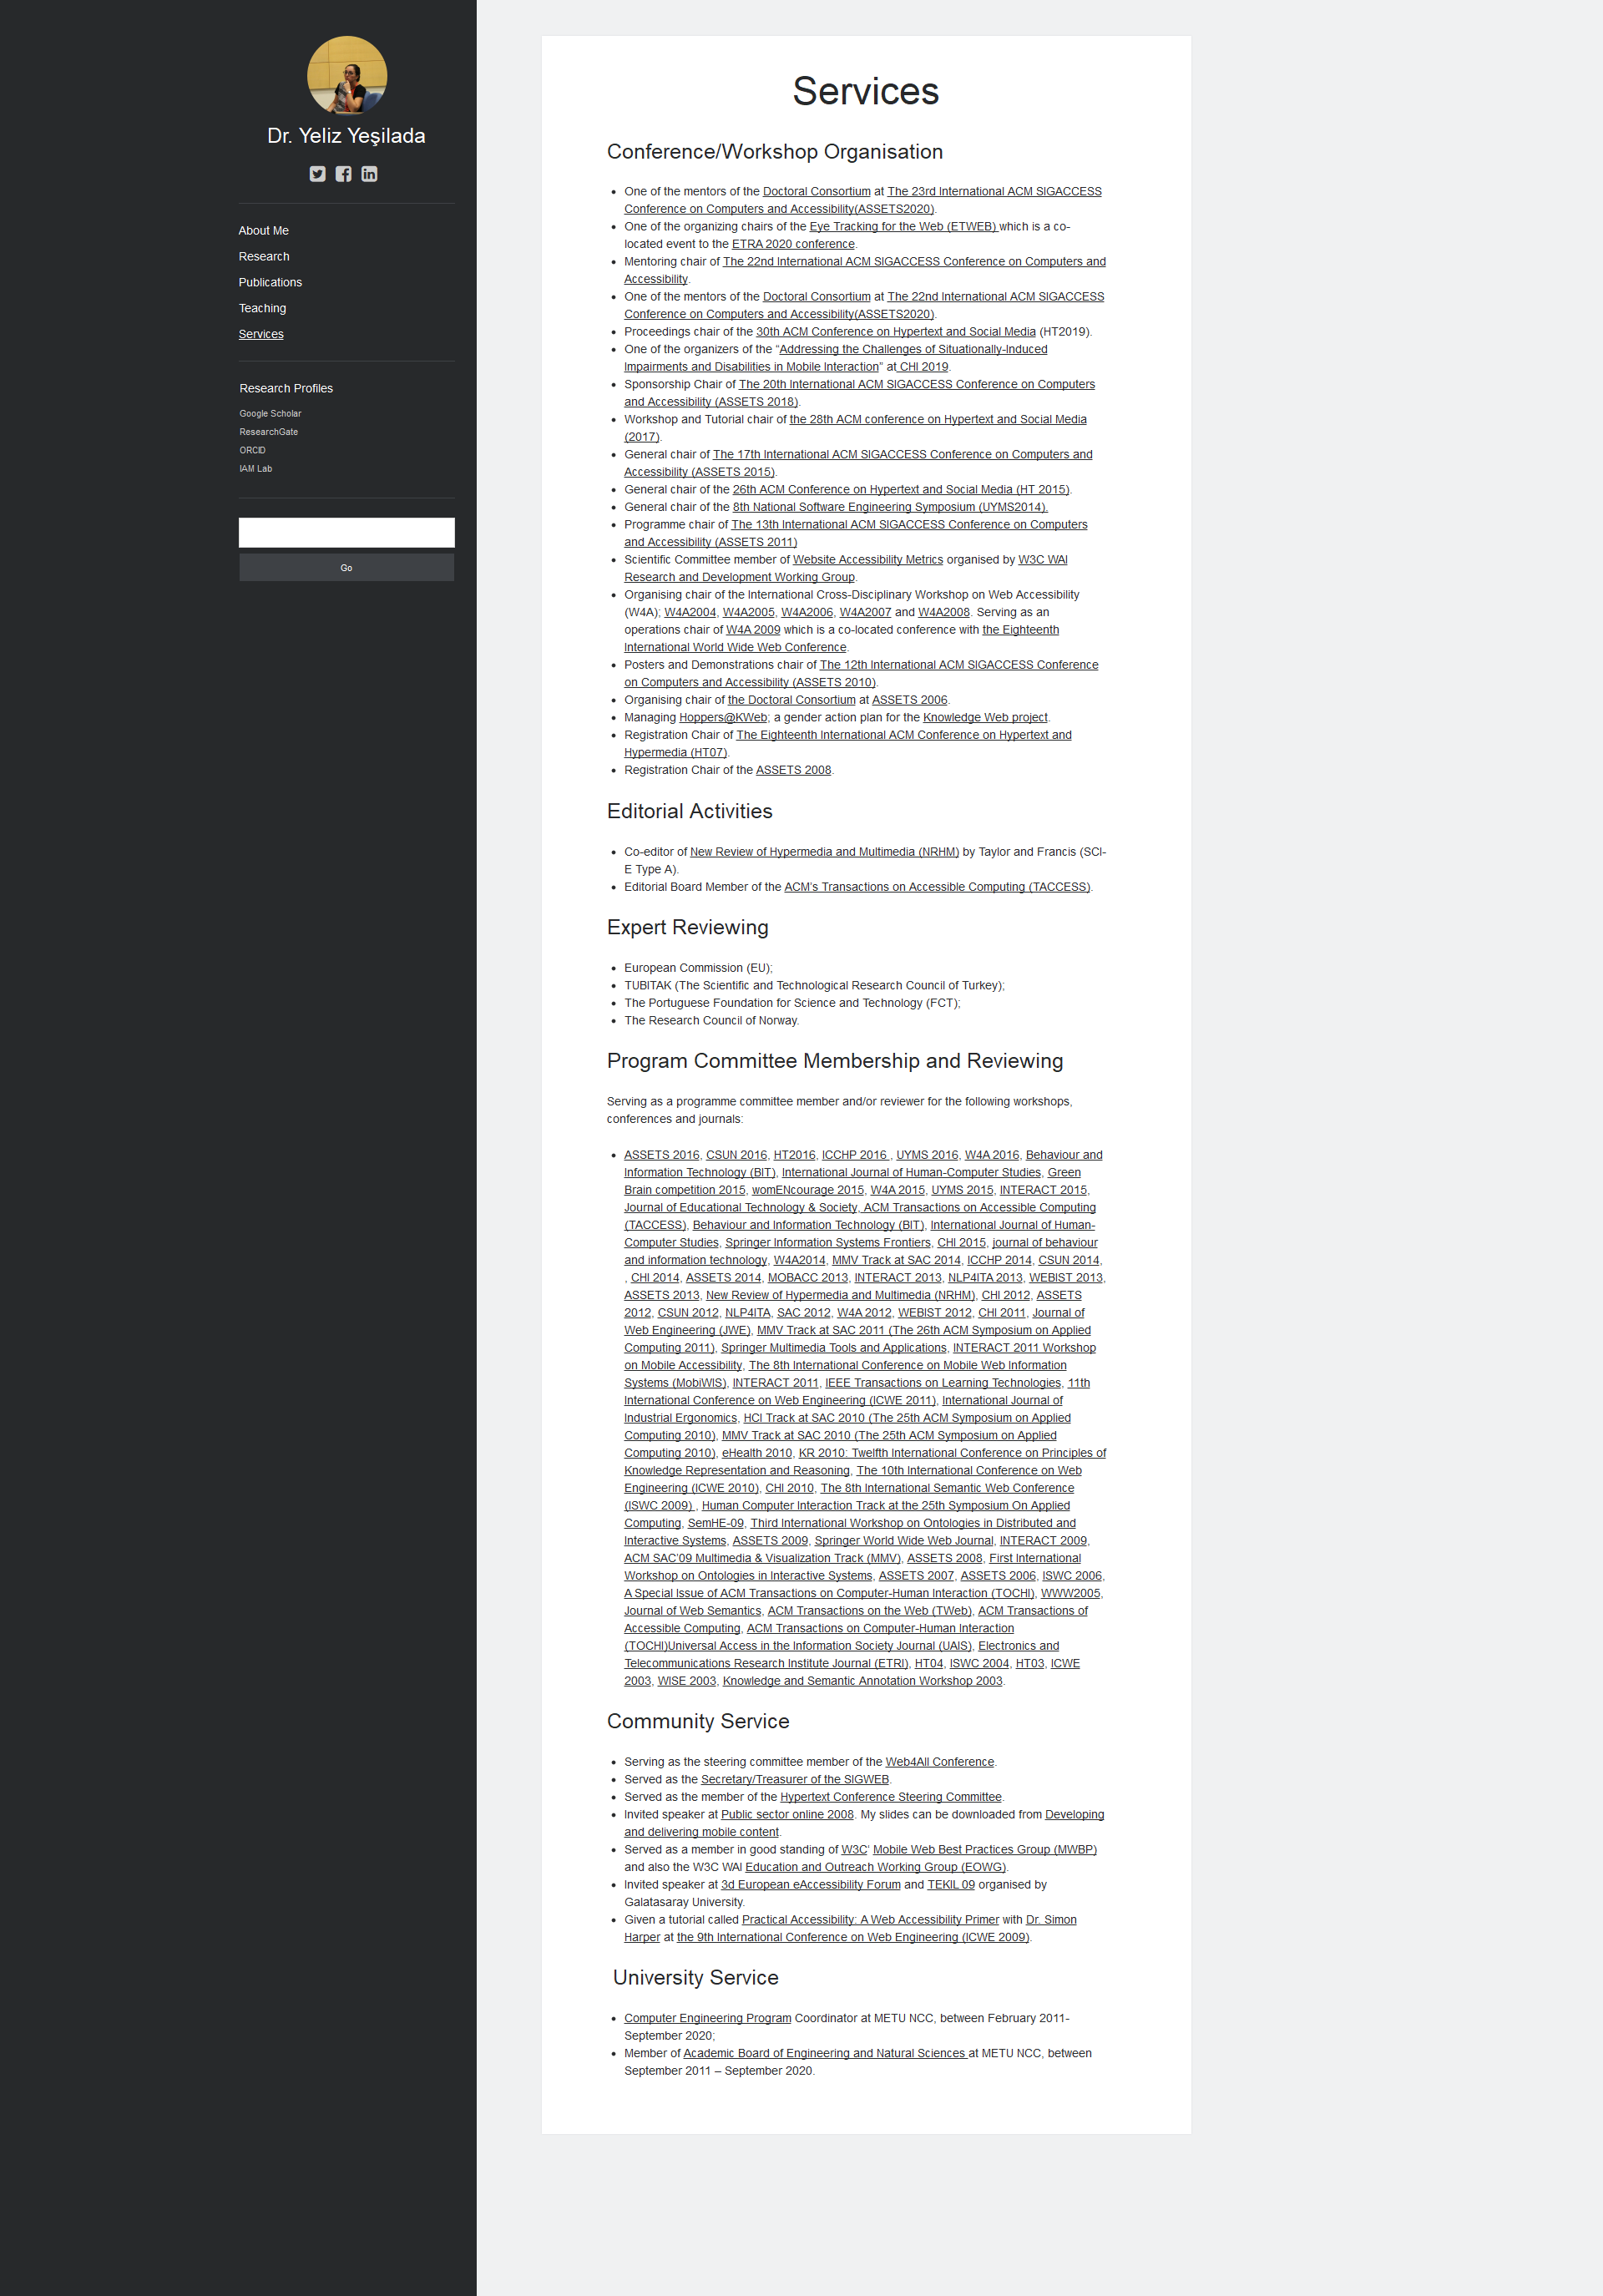 Dr. Yeliz Yeşilada
About Me
Research
Publications
Teaching
Services
Research Profiles
Google Scholar
ResearchGate
ORCID
IAM Lab
Go
Services
Conference/Workshop Organisation
• One of the mentors of the Doctoral Consortium at The 23rd International ACM SIGACCESS
Conference on Computers and Accessibility(ASSETS2020).
• One of the organizing chairs of the Eye Tracking for the Web (ETWEB) which is a co-
located event to the ETRA 2020 conference.
• Mentoring chair of The 22nd International ACM SIGACCESS Conference on Computers and
Accessibility.
• One of the mentors of the Doctoral Consortium at The 22nd International ACM SIGACCESS
Conference on Computers and Accessibility(ASSETS2020).
• Proceedings chair of the 30th ACM Conference on Hypertext and Social Media (HT2019).
• One of the organizers of the “Addressing the Challenges of Situationally-Induced
Impairments and Disabilities in Mobile Interaction” at CHI 2019.
• Sponsorship Chair of The 20th International ACM SIGACCESS Conference on Computers
and Accessibility (ASSETS 2018).
• Workshop and Tutorial chair of the 28th ACM conference on Hypertext and Social Media
(2017).
• General chair of The 17th International ACM SIGACCESS Conference on Computers and
Accessibility (ASSETS 2015).
• General chair of the 26th ACM Conference on Hypertext and Social Media (HT 2015).
• General chair of the 8th National Software Engineering Symposium (UYMS2014).
• Programme chair of The 13th International ACM SIGACCESS Conference on Computers
and Accessibility (ASSETS 2011)
• Scientific Committee member of Website Accessibility Metrics organised by W3C WAI
Research and Development Working Group.
• Organising chair of the International Cross-Disciplinary Workshop on Web Accessibility
(W4A); W4A2004, W4A2005, W4A2006, W4A2007 and W4A2008. Serving as an
operations chair of W4A 2009 which is a co-located conference with the Eighteenth
International World Wide Web Conference.
• Posters and Demonstrations chair of The 12th International ACM SIGACCESS Conference
on Computers and Accessibility (ASSETS 2010).
• Organising chair of the Doctoral Consortium at ASSETS 2006.
• Managing Hoppers@KWeb; a gender action plan for the Knowledge Web project.
• Registration Chair of The Eighteenth International ACM Conference on Hypertext and
Hypermedia (HT07).
• Registration Chair of the ASSETS 2008.
Editorial Activities
• Co-editor of New Review of Hypermedia and Multimedia (NRHM) by Taylor and Francis (SCI-
E Type A).
• Editorial Board Member of the ACM’s Transactions on Accessible Computing (TACCESS).
Expert Reviewing
• European Commission (EU);
• TUBITAK (The Scientific and Technological Research Council of Turkey);
• The Portuguese Foundation for Science and Technology (FCT);
• The Research Council of Norway.
Program Committee Membership and Reviewing
Serving as a programme committee member and/or reviewer for the following workshops,
conferences and journals:
• ASSETS 2016, CSUN 2016, HT2016, ICCHP 2016 , UYMS 2016, W4A 2016, Behaviour and
Information Technology (BIT), International Journal of Human-Computer Studies, Green
Brain competition 2015, womENcourage 2015, W4A 2015, UYMS 2015, INTERACT 2015,
Journal of Educational Technology & Society, ACM Transactions on Accessible Computing
(TACCESS), Behaviour and Information Technology (BIT), International Journal of Human-
Computer Studies, Springer Information Systems Frontiers, CHI 2015, journal of behaviour
and information technology, W4A2014, MMV Track at SAC 2014, ICCHP 2014, CSUN 2014,
, CHI 2014, ASSETS 2014, MOBACC 2013, INTERACT 2013, NLP4ITA 2013, WEBIST 2013,
ASSETS 2013, New Review of Hypermedia and Multimedia (NRHM), CHI 2012, ASSETS
2012, CSUN 2012, NLP4ITA, SAC 2012, W4A 2012, WEBIST 2012, CHI 2011, Journal of
Web Engineering (JWE), MMV Track at SAC 2011 (The 26th ACM Symposium on Applied
Computing 2011), Springer Multimedia Tools and Applications, INTERACT 2011 Workshop
on Mobile Accessibility, The 8th International Conference on Mobile Web Information
Systems (MobiWIS), INTERACT 2011, IEEE Transactions on Learning Technologies, 11th
International Conference on Web Engineering (ICWE 2011), International Journal of
Industrial Ergonomics, HCI Track at SAC 2010 (The 25th ACM Symposium on Applied
Computing 2010), MMV Track at SAC 2010 (The 25th ACM Symposium on Applied
Computing 2010), eHealth 2010, KR 2010: Twelfth International Conference on Principles of
Knowledge Representation and Reasoning, The 10th International Conference on Web
Engineering (ICWE 2010), CHI 2010, The 8th International Semantic Web Conference
(ISWC 2009) , Human Computer Interaction Track at the 25th Symposium On Applied
Computing, SemHE-09, Third International Workshop on Ontologies in Distributed and
Interactive Systems, ASSETS 2009, Springer World Wide Web Journal, INTERACT 2009,
ACM SAC’09 Multimedia & Visualization Track (MMV), ASSETS 2008, First International
Workshop on Ontologies in Interactive Systems, ASSETS 2007, ASSETS 2006, ISWC 2006,
A Special Issue of ACM Transactions on Computer-Human Interaction (TOCHI), WWW2005,
Journal of Web Semantics, ACM Transactions on the Web (TWeb), ACM Transactions of
Accessible Computing, ACM Transactions on Computer-Human Interaction
(TOCHI)Universal Access in the Information Society Journal (UAIS), Electronics and
Telecommunications Research Institute Journal (ETRI), HT04, ISWC 2004, HT03, ICWE
2003, WISE 2003, Knowledge and Semantic Annotation Workshop 2003.
Community Service
• Serving as the steering committee member of the Web4All Conference.
• Served as the Secretary/Treasurer of the SIGWEB.
• Served as the member of the Hypertext Conference Steering Committee.
• Invited speaker at Public sector online 2008. My slides can be downloaded from Developing
and delivering mobile content.
• Served as a member in good standing of W3C‘ Mobile Web Best Practices Group (MWBP)
and also the W3C WAI Education and Outreach Working Group (EOWG).
• Invited speaker at 3d European eAccessibility Forum and TEKIL 09 organised by
Galatasaray University.
• Given a tutorial called Practical Accessibility: A Web Accessibility Primer with Dr. Simon
Harper at the 9th International Conference on Web Engineering (ICWE 2009).
University Service
• Computer Engineering Program Coordinator at METU NCC, between February 2011-
September 2020;
• Member of Academic Board of Engineering and Natural Sciences at METU NCC, between
September 2011 – September 2020.